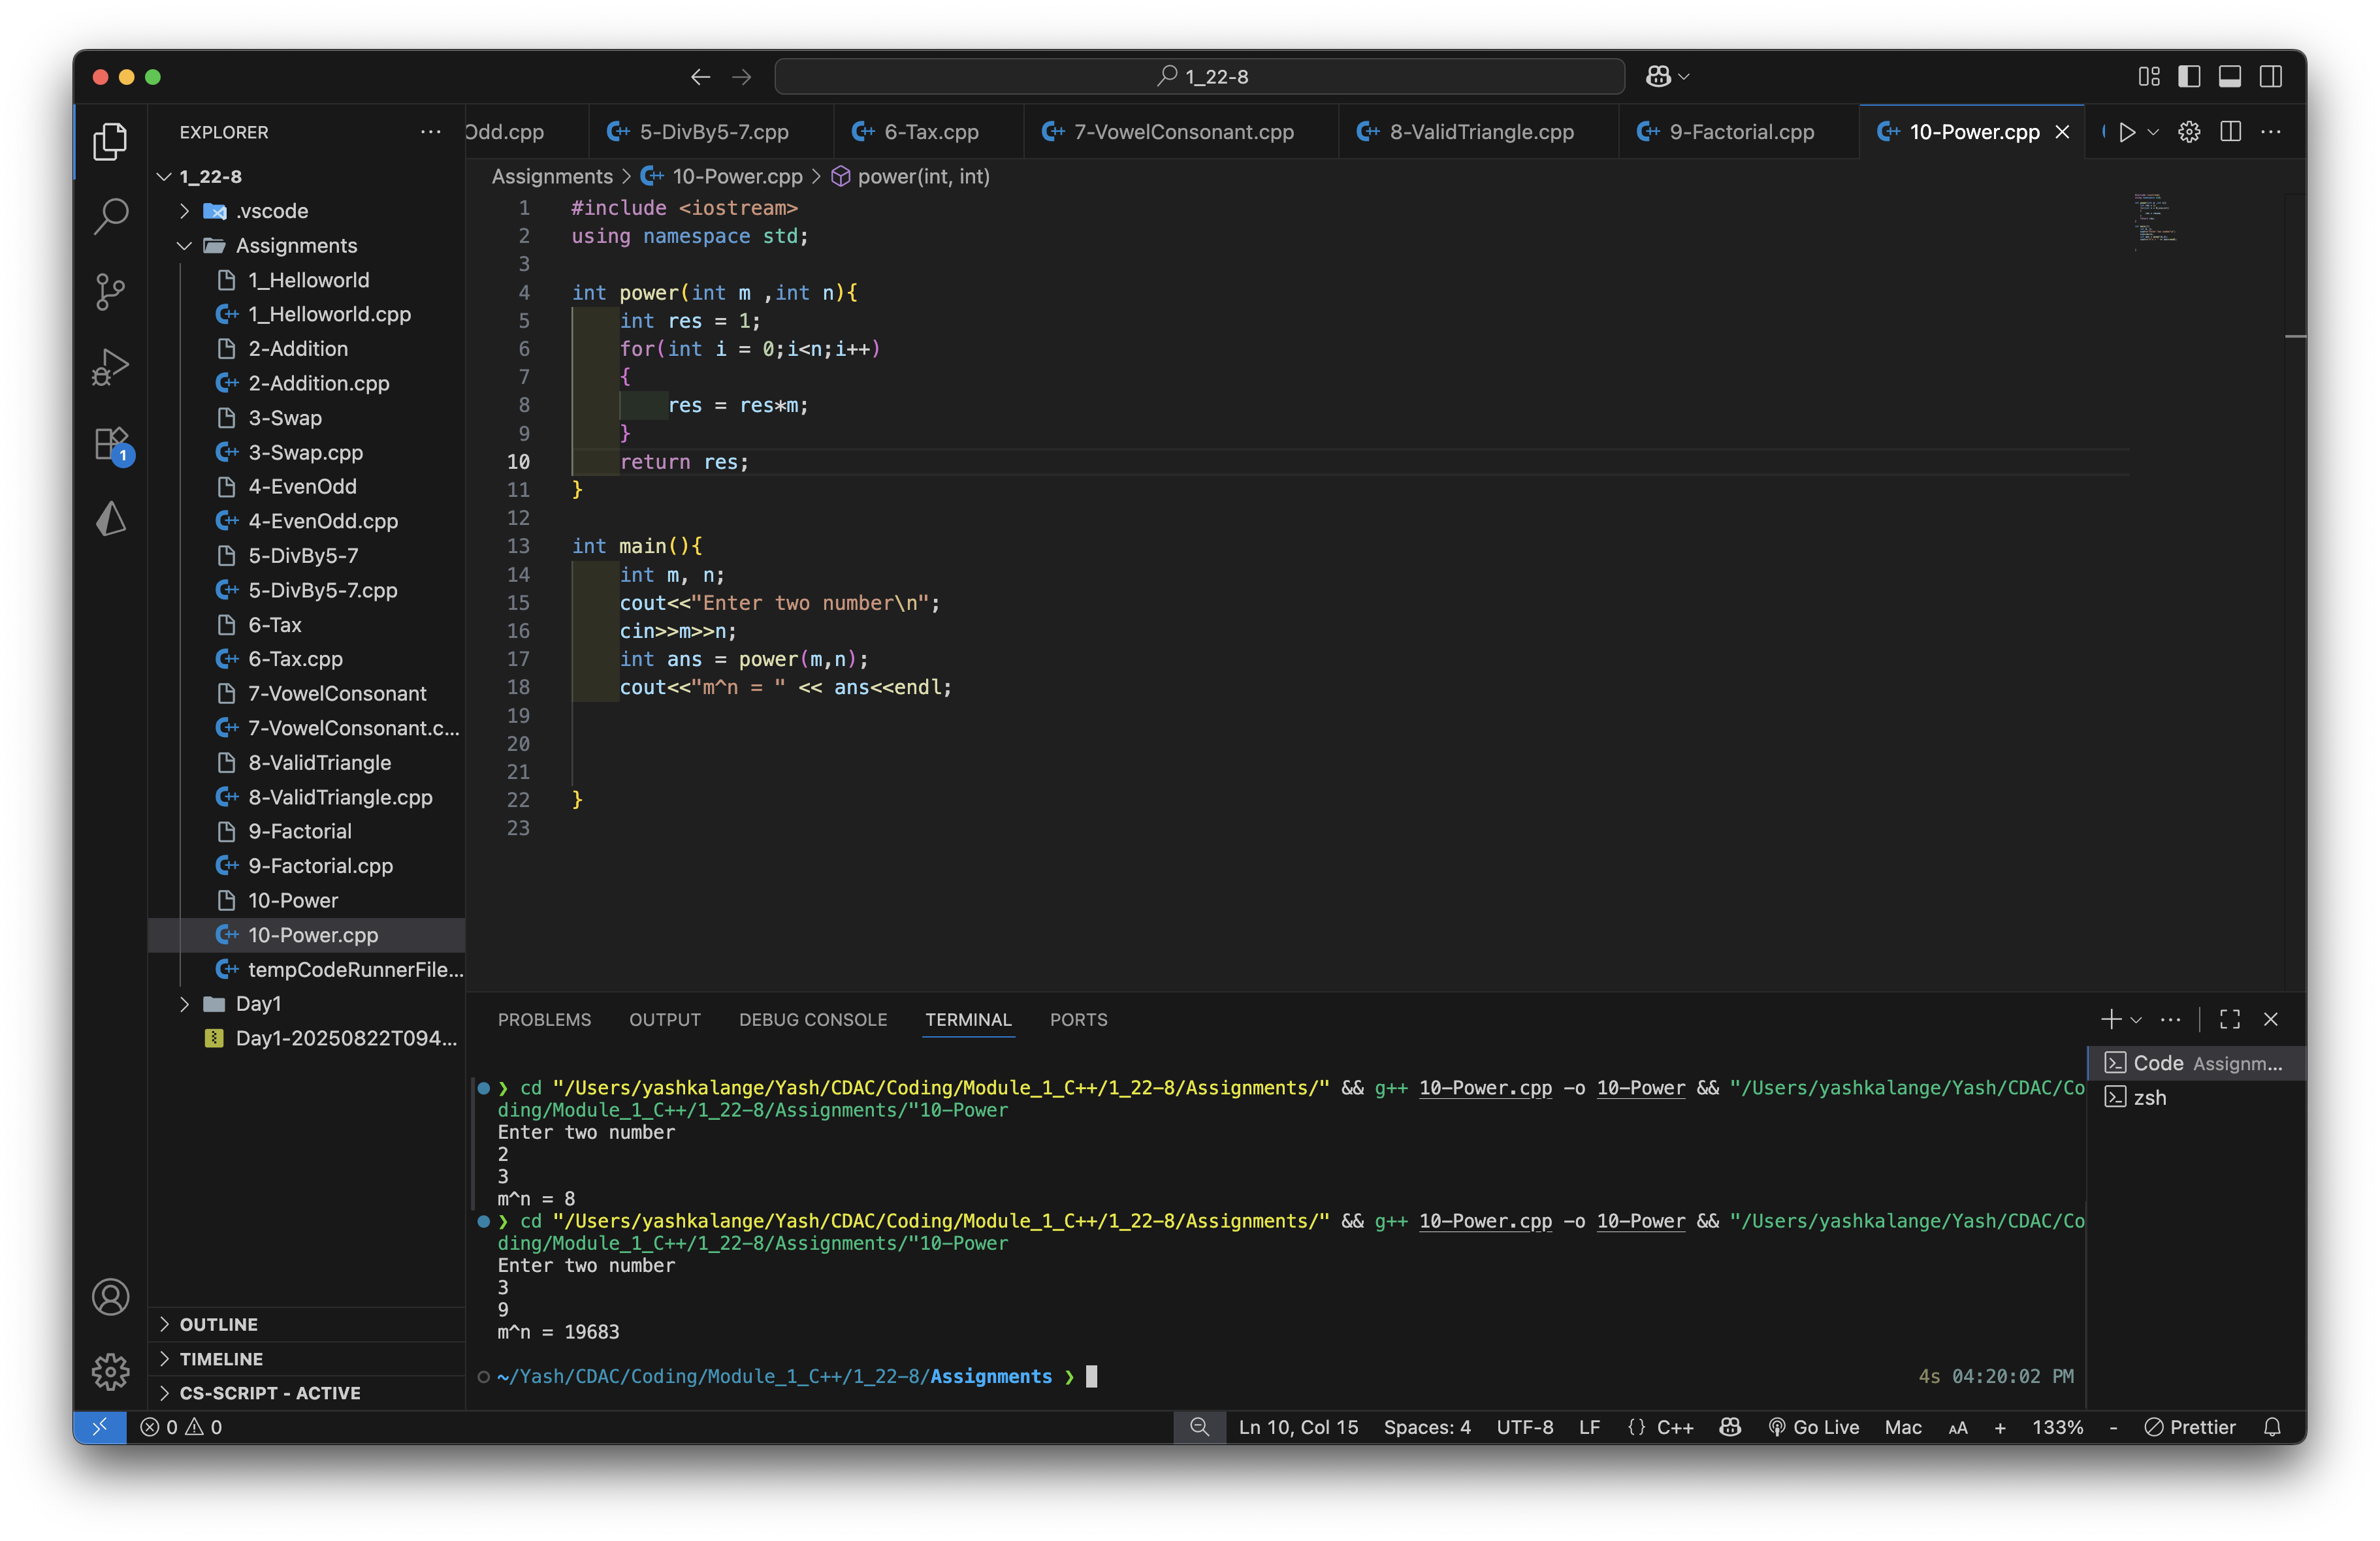 1_22-8
EXPLORER
Odd.cpp
5-DivBy5-7.cpp
6-Tax.cpp
7-VowelConsonant.cpp
8-ValidTriangle.cpp
9-Factorial.cpp
10-Power.cpp
1_22-8
.vscode
Assignments
1_Helloworld
1_Helloworld.cpp
2-Addition
2-Addition.cpp
3-Swap
3-Swap.cpp
4-EvenOdd
4-EvenOdd.cpp
5-DivBy5-7
5-DivBy5-7.cpp
6-Tax
6-Tax.cpp
7-VowelConsonant
7-VowelConsonant.c...
8-ValidTriangle
8-ValidTriangle.cpp
9-Factorial
9-Factorial.cpp
10-Power
10-Power.cpp
tempCodeRunnerFile...
Day1
Day1-20250822T094...
OUTLINE
TIMELINE
CS-SCRIPT - ACTIVE
1
Assignments > 10-Power.cpp > power(int, int)
1 #include <iostream>
2 using namespace std;
3
4 int power(int m ,int n){
5 int res = 1;
6 for(int i = 0;i<n;i++)
7 {
8 res = res*m;
9 }
10 return res;
11 }
12
13 int main(){
14 int m, n;
15 cout<<"Enter two number\n";
16 cin>>m>>n;
17 int ans = power(m,n);
18 cout<<"m^n = " << ans<<endl;
19
20
21
22 }
23
PROBLEMS OUTPUT DEBUG CONSOLE TERMINAL PORTS
❯ cd "/Users/yashkalange/Yash/CDAC/Coding/Module_1_C++/1_22-8/Assignments/" && g++ 10-Power.cpp -o 10-Power && "/Users/yashkalange/Yash/CDAC/Co
ding/Module_1_C++/1_22-8/Assignments/"10-Power
Enter two number
2
3
m^n = 8
❯ cd "/Users/yashkalange/Yash/CDAC/Coding/Module_1_C++/1_22-8/Assignments/" && g++ 10-Power.cpp -o 10-Power && "/Users/yashkalange/Yash/CDAC/Co
ding/Module_1_C++/1_22-8/Assignments/"10-Power
Enter two number
3
9
m^n = 19683
~/Yash/CDAC/Coding/Module_1_C++/1_22-8/Assignments ❯
4s 04:20:02 PM
Code Assignm...
zsh
0 0
Ln 10, Col 15 Spaces: 4 UTF-8 LF {} C++ Go Live Mac AA + 133% - Prettier